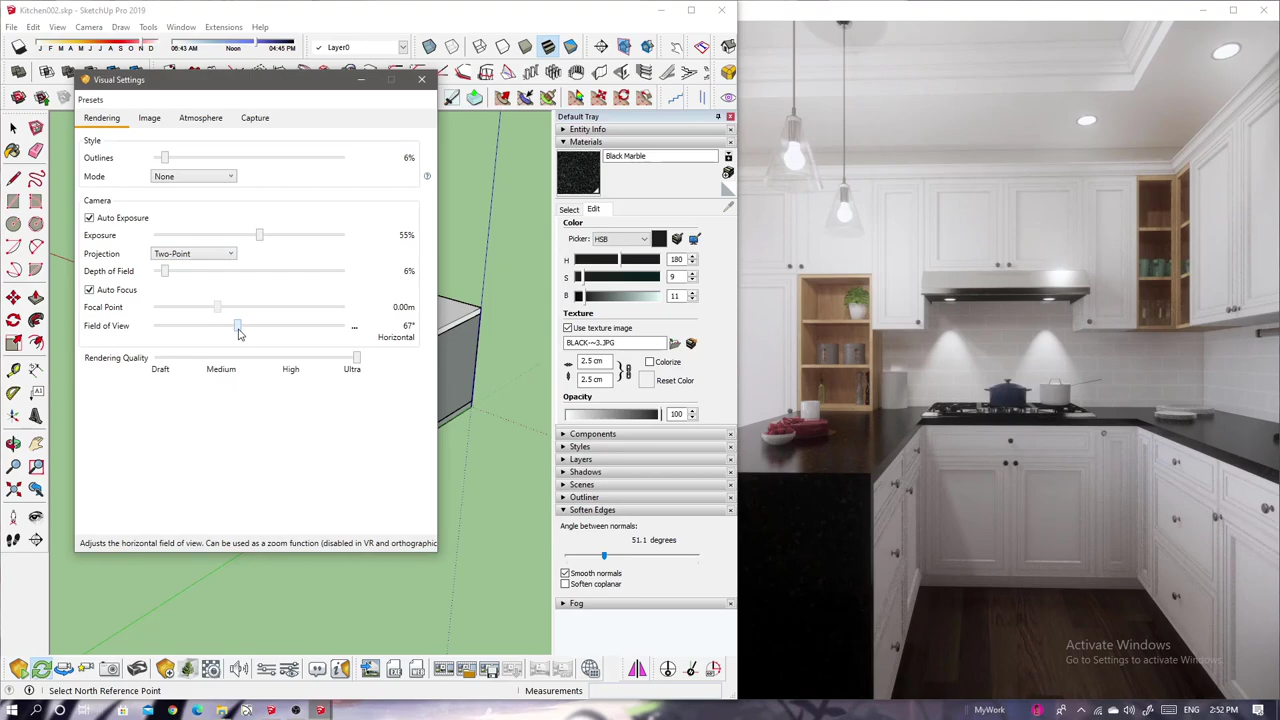 Kitchen002.skp - SketchUp Pro 2019
File Edit View Camera Draw Tools Window Extensions Help
J F M A M J J A S O N D
06:43 AM Noon 04:45 PM
Layer0
Visual Settings
Presets
Rendering Image Atmosphere Capture
Style
Outlines 6%
Mode None
Camera
Auto Exposure
Exposure 55%
Projection Two-Point
Depth of Field 6%
Auto Focus
Focal Point 0.00m
Field of View ... 67°
Horizontal
Rendering Quality
Draft Medium High Ultra
Adjusts the horizontal field of view. Can be used as a zoom function (disabled in VR and orthographic
Default Tray
Entity Info
Materials
Black Marble
Select Edit
Color
Picker: HSB
H 180
S 9
B 11
Texture
Use texture image
BLACK-~3.JPG
2.5 cm Colorize
2.5 cm Reset Color
Opacity
100
Components
Styles
Layers
Shadows
Scenes
Outliner
Soften Edges
Angle between normals:
51.1 degrees
Smooth normals
Soften coplanar
Fog
Select North Reference Point
Measurements
Activate Windows
Go to Settings to activate Windows.
MyWork
ENG 2:52 PM